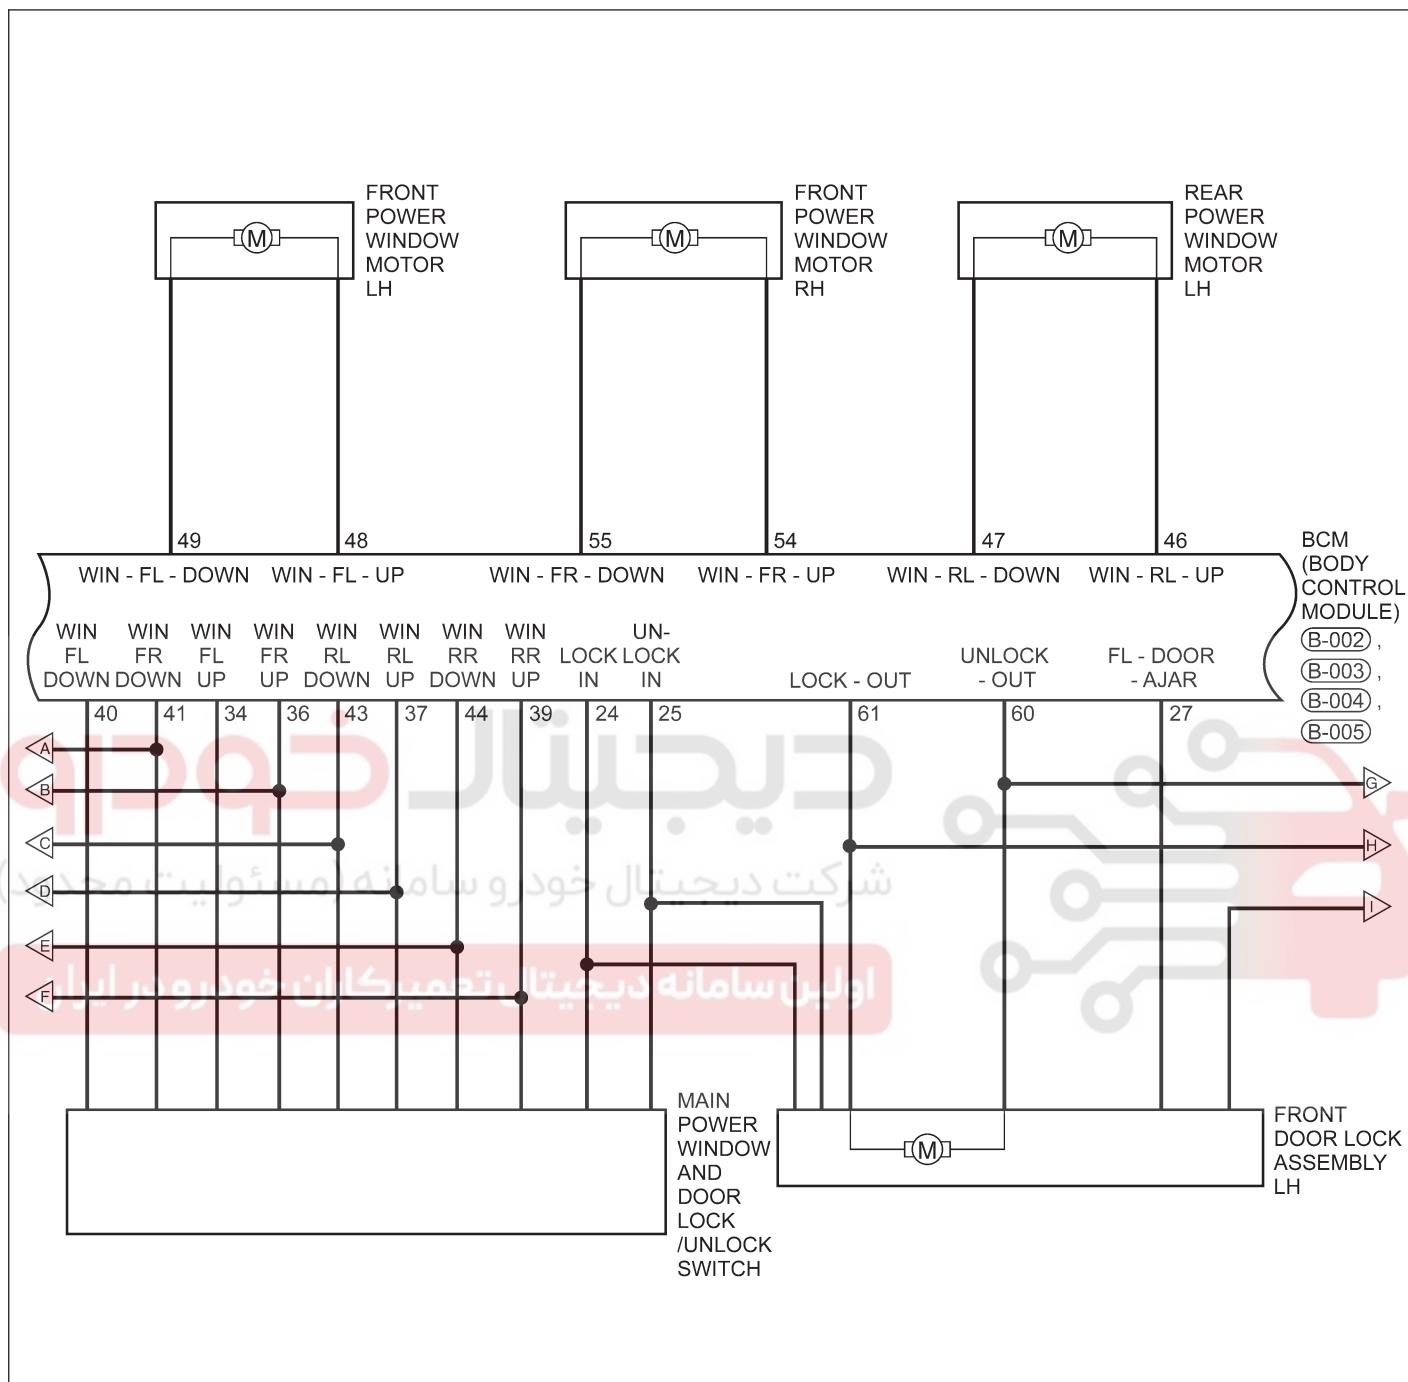 FRONT
POWER
WINDOW
MOTOR
LH
M
FRONT
POWER
WINDOW
MOTOR
RH
M
REAR
POWER
WINDOW
MOTOR
LH
M
49 48 55 54 47 46
WIN - FL - DOWN WIN - FL - UP WIN - FR - DOWN WIN - FR - UP WIN - RL - DOWN WIN - RL - UP
BCM
(BODY
CONTROL
MODULE)
B-002 ,
B-003 ,
B-004 ,
B-005
WIN
FL
DOWN
WIN
FR
DOWN
WIN
FL
UP
WIN
FR
UP
WIN
RL
DOWN
WIN
RL
UP
WIN
RR
DOWN
WIN
RR
UP
LOCK
IN
UN-
LOCK
IN
LOCK - OUT
UNLOCK
- OUT
FL - DOOR
- AJAR
40 41 34 36 43 37 44 39 24 25 61 60 27
A
B
C
D
E
F
G
H
I
دیجیتال خودرو
شرکت دیجیتال خودرو سامانه (مسئولیت محدود)
اولین سامانه دیجیتال تعمیرکاران خودرو در ایران
MAIN
POWER
WINDOW
AND
DOOR
LOCK
/UNLOCK
SWITCH
M
FRONT
DOOR LOCK
ASSEMBLY
LH